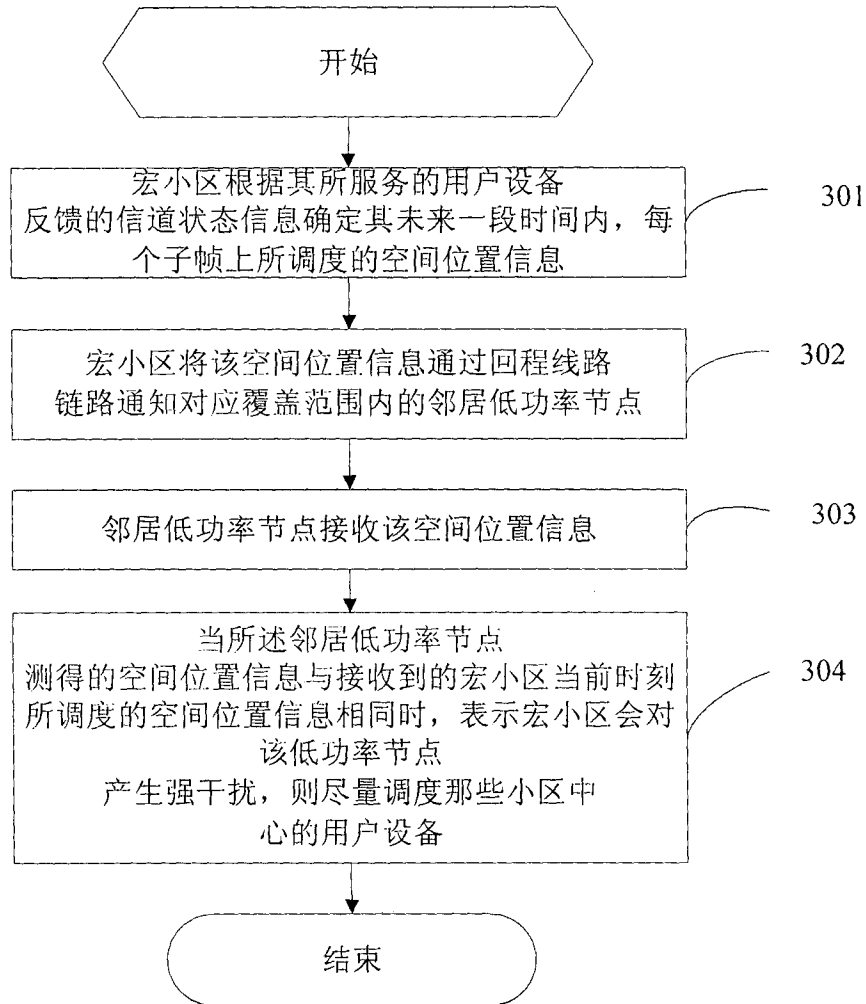 开始
宏小区根据其所服务的用户设备
反馈的信道状态信息确定其未来一段时间内，每
个子帧上所调度的空间位置信息
301
宏小区将该空间位置信息通过回程线路
链路通知对应覆盖范围内的邻居低功率节点
302
邻居低功率节点接收该空间位置信息
303
当所述邻居低功率节点
测得的空间位置信息与接收到的宏小区当前时刻
所调度的空间位置信息相同时，表示宏小区会对
该低功率节点
产生强干扰，则尽量调度那些小区中
心的用户设备
304
结束